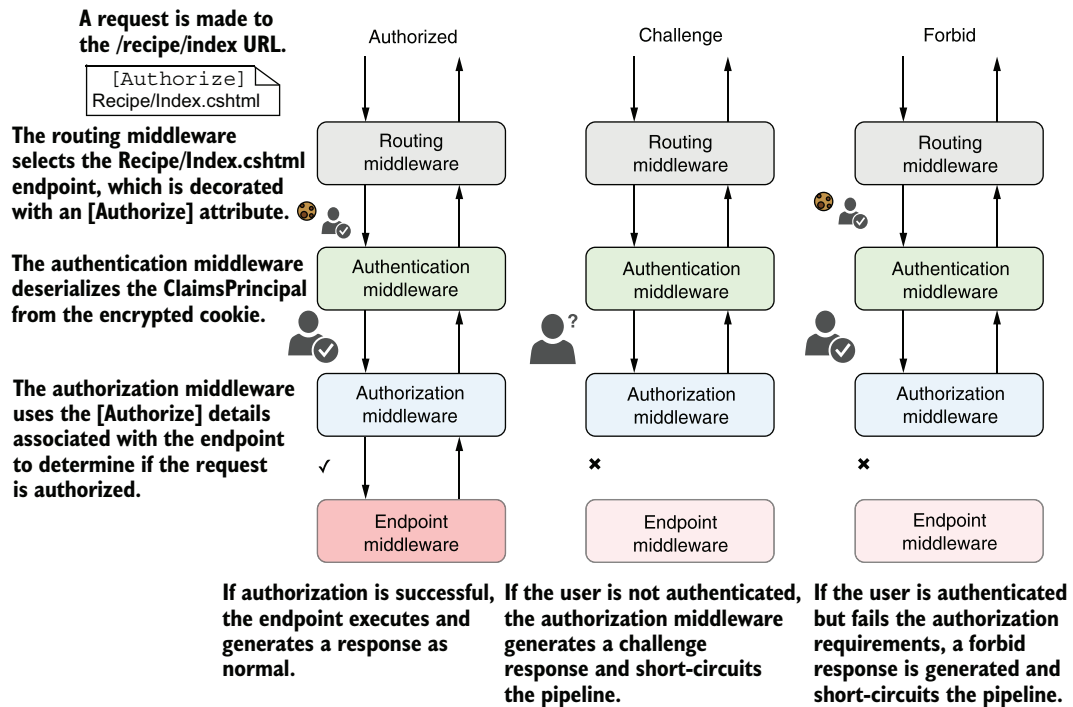 A request is made to
the /recipe/index URL.
[Authorize]
Recipe/Index.cshtml
Authorized
Challenge
Forbid
The routing middleware
selects the Recipe/Index.cshtml
endpoint, which is decorated
with an [Authorize] attribute.
Routing
middleware
Routing
middleware
Routing
middleware
The authentication middleware
deserializes the ClaimsPrincipal
from the encrypted cookie.
Authentication
middleware
Authentication
middleware
Authentication
middleware
?
The authorization middleware
uses the [Authorize] details
associated with the endpoint
to determine if the request
is authorized.
Authorization
middleware
Authorization
middleware
Authorization
middleware
Endpoint
middleware
Endpoint
middleware
Endpoint
middleware
If authorization is successful,
the endpoint executes and
generates a response as
normal.
If the user is not authenticated,
the authorization middleware
generates a challenge
response and short-circuits
the pipeline.
If the user is authenticated
but fails the authorization
requirements, a forbid
response is generated and
short-circuits the pipeline.